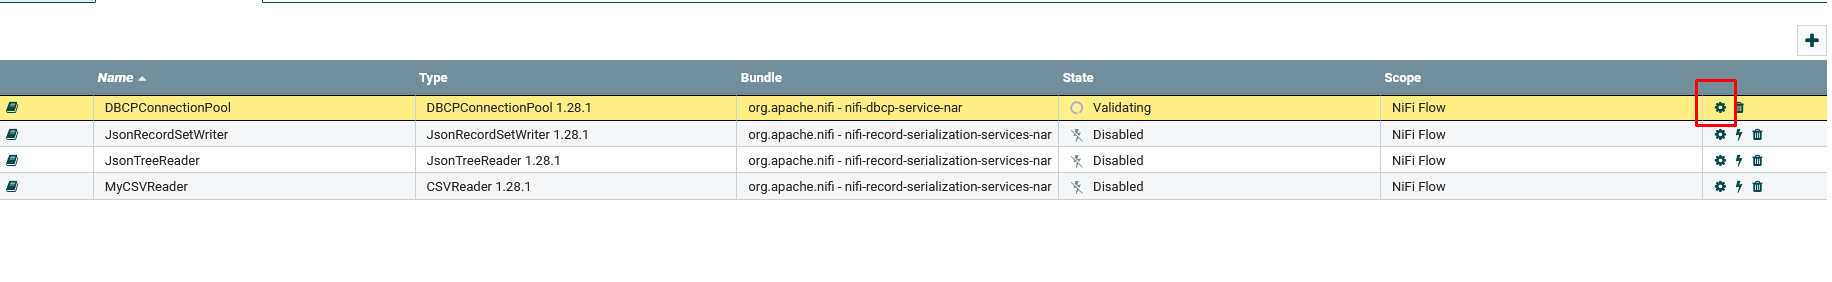 Name Type Bundle State Scope
DBCPConnectionPool DBCPConnectionPool 1.28.1 org.apache.nifi - nifi-dbcp-service-nar Validating NiFi Flow
JsonRecordSetWriter JsonRecordSetWriter 1.28.1 org.apache.nifi - nifi-record-serialization-services-nar Disabled NiFi Flow
JsonTreeReader JsonTreeReader 1.28.1 org.apache.nifi - nifi-record-serialization-services-nar Disabled NiFi Flow
MyCSVReader CSVReader 1.28.1 org.apache.nifi - nifi-record-serialization-services-nar Disabled NiFi Flow